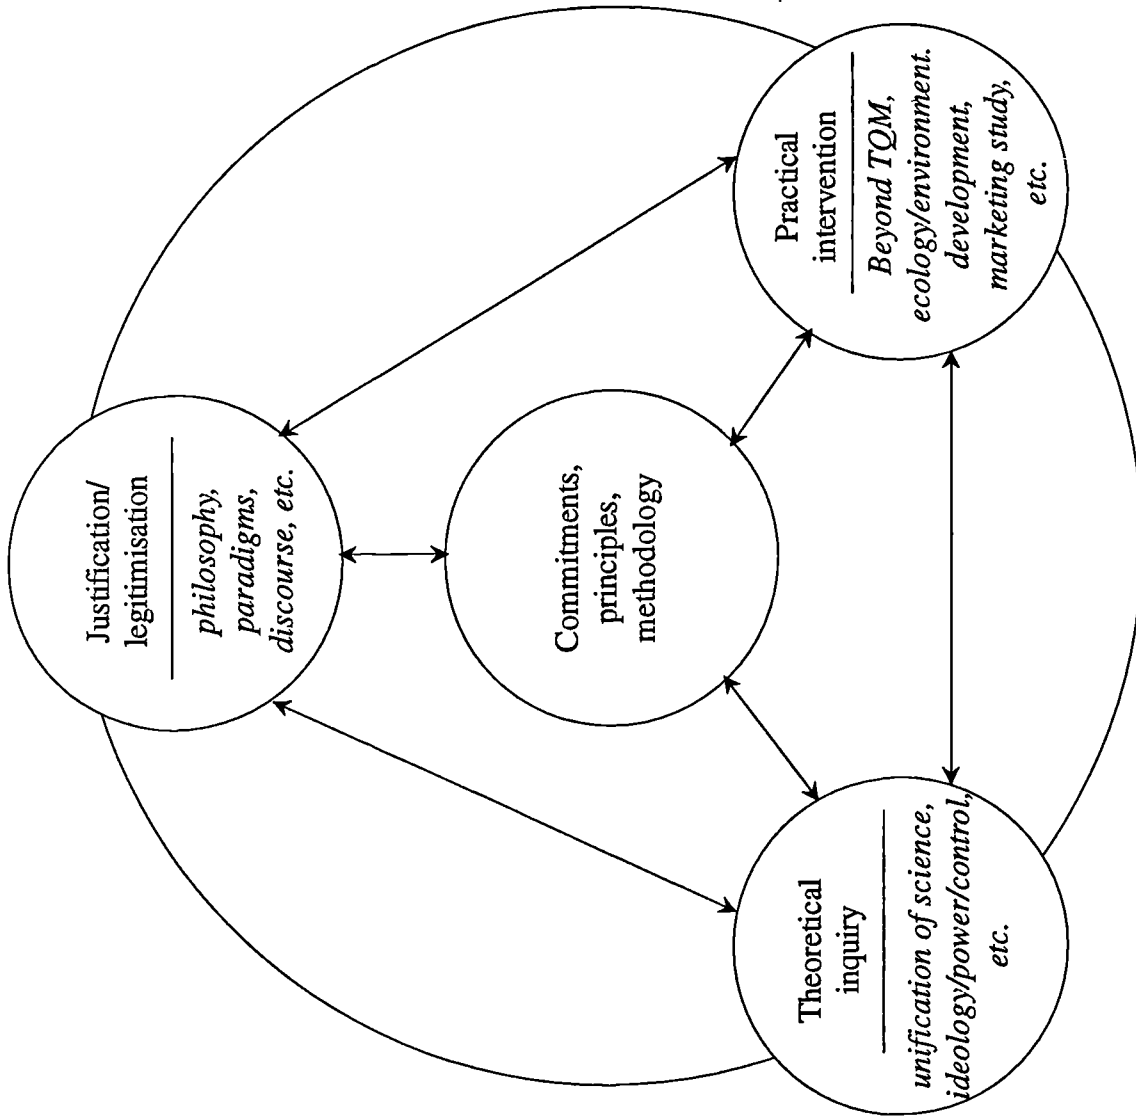 Justification/
legitimisation
philosophy,
paradigms,
discourse, etc.
Commitments,
principles,
methodology
Theoretical
inquiry
unification of science,
ideology/power/control,
etc.
Practical
intervention
Beyond TQM,
ecology/environment.
development,
marketing study,
etc.